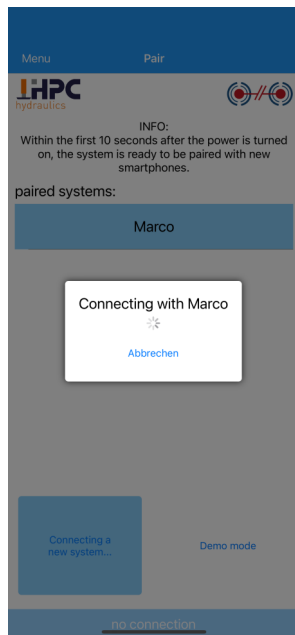 Menu Pair
HPC
hydraulics
INFO:
Within the first 10 seconds after the power is turned
on, the system is ready to be paired with new
smartphones.
paired systems:
Marco
Connecting with Marco
Abbrechen
Connecting a
new system...
Demo mode
no connection